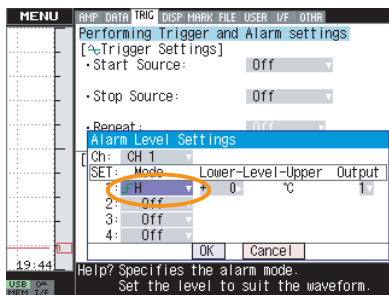 MENU AMP DATA TRIG DISP MARK FILE USER I/F OTHR
Performing Trigger and Alarm settings
[Trigger Settings]
・Start Source: Off
・Stop Source: Off
・Repeat: Off
Alarm Level Settings
Ch: CH 1
SET: Mode Lower-Level-Upper Output
1: H + 0 ℃ 1
2: Off
3: Off
4: Off
OK Cancel
19:44
Help? Specifies the alarm mode.
USB
MEM I/F Set the level to suit the waveform.